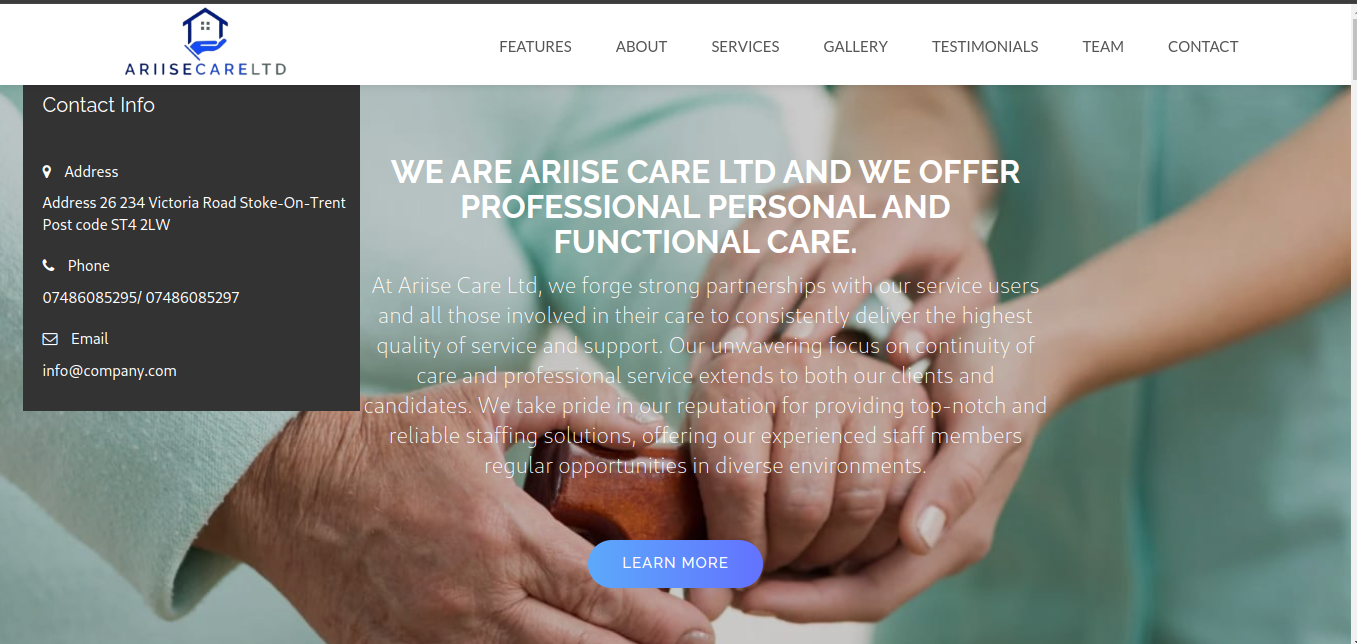 ARIISECARELTD
FEATURES ABOUT SERVICES GALLERY TESTIMONIALS TEAM CONTACT
Contact Info
Address
Address 26 234 Victoria Road Stoke-On-Trent
Post code ST4 2LW
Phone
07486085295/ 07486085297
Email
info@company.com
WE ARE ARIISE CARE LTD AND WE OFFER
PROFESSIONAL PERSONAL AND
FUNCTIONAL CARE.
At Ariise Care Ltd, we forge strong partnerships with our service users
and all those involved in their care to consistently deliver the highest
quality of service and support. Our unwavering focus on continuity of
care and professional service extends to both our clients and
candidates. We take pride in our reputation for providing top-notch and
reliable staffing solutions, offering our experienced staff members
regular opportunities in diverse environments.
LEARN MORE